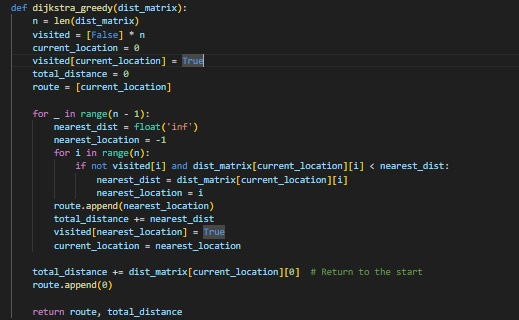 def dijkstra_greedy(dist_matrix):
    n = len(dist_matrix)
    visited = [False] * n
    current_location = 0
    visited[current_location] = True
    total_distance = 0
    route = [current_location]

    for _ in range(n - 1):
        nearest_dist = float('inf')
        nearest_location = -1
        for i in range(n):
            if not visited[i] and dist_matrix[current_location][i] < nearest_dist:
                nearest_dist = dist_matrix[current_location][i]
                nearest_location = i
        route.append(nearest_location)
        total_distance += nearest_dist
        visited[nearest_location] = True
        current_location = nearest_location

    total_distance += dist_matrix[current_location][0]  # Return to the start
    route.append(0)

    return route, total_distance